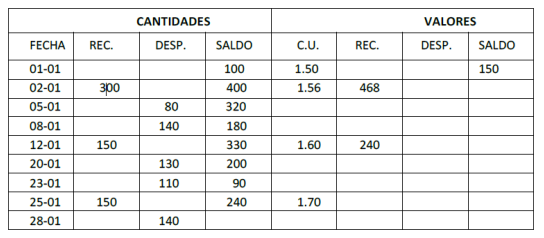 CANTIDADES VALORES
FECHA REC. DESP. SALDO C.U. REC. DESP. SALDO
01-01 100 1.50 150
02-01 300 400 1.56 468
05-01 80 320
08-01 140 180
12-01 150 330 1.60 240
20-01 130 200
23-01 110 90
25-01 150 240 1.70
28-01 140